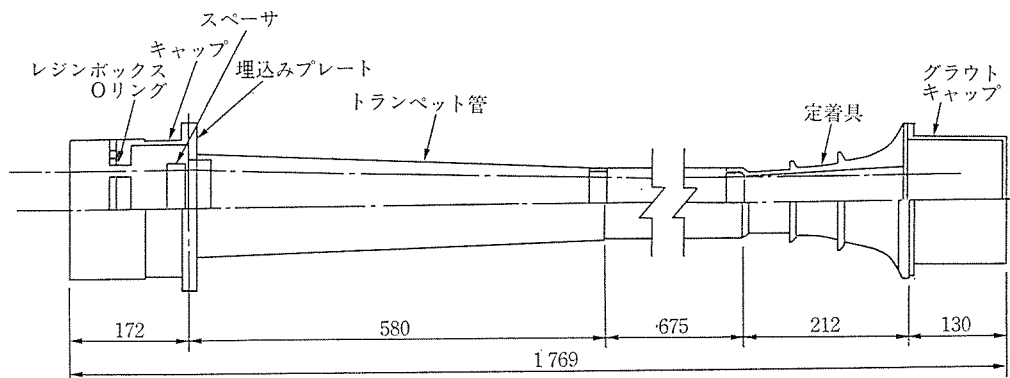 スペーサ
キャップ
レジンボックス
Oリング
埋込みプレート
トランペット管
定着具
グラウト
キャップ
172
580
675
212
130
1769